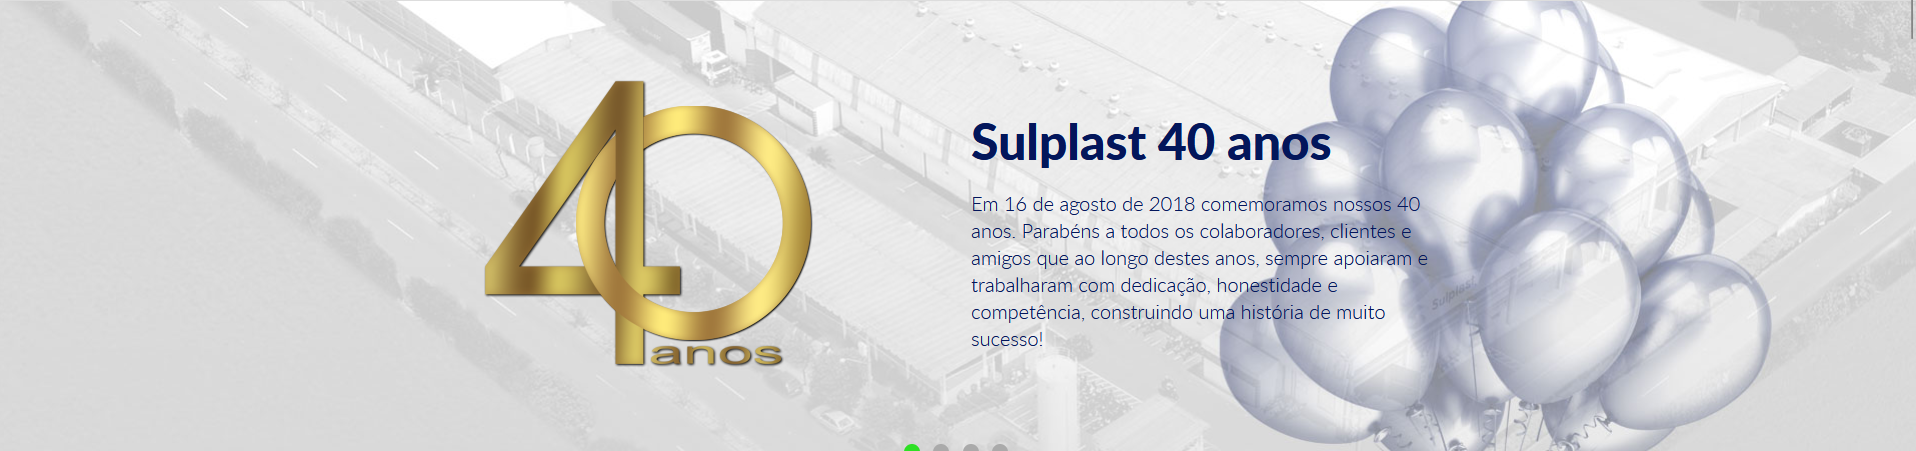 40
anos
Sulplast 40 anos
Em 16 de agosto de 2018 comemoramos nossos 40
anos. Parabéns a todos os colaboradores, clientes e
amigos que ao longo destes anos, sempre apoiaram e
trabalharam com dedicação, honestidade e
competência, construindo uma história de muito
sucesso!
Sulplast